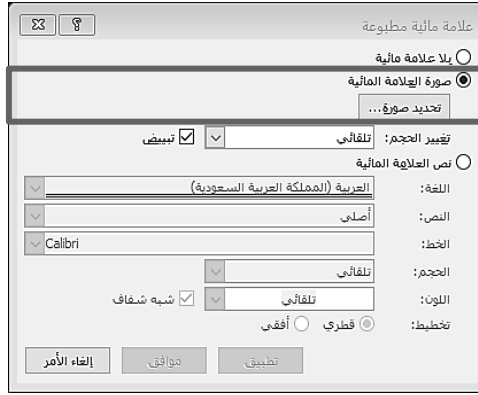 علامة مائية مطبوعة
بلا علامة مائية
صورة العلامة المائية
تحديد صورة...
تغيير الحجم: تلقائي تبييض
نص العلامة المائية
اللغة: العربية (المملكة العربية السعودية)
النص: أصلي
الخط: Calibri
الحجم: تلقائي
اللون: تلقائي شبه شفاف
تخطيط: قطري أفقي
تطبيق موافق إلغاء الأمر